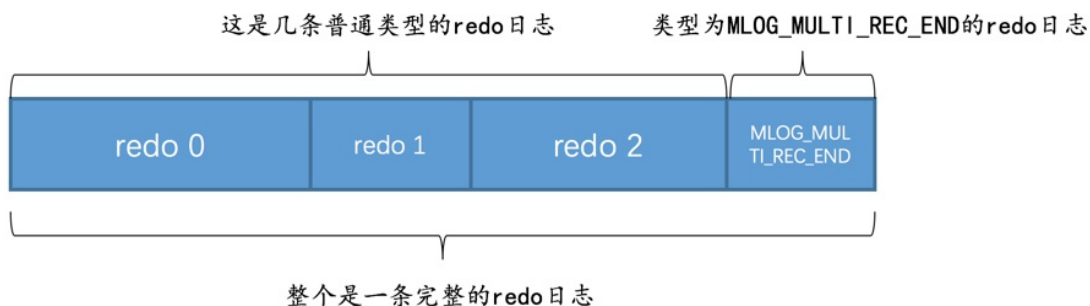 这是几条普通类型的redo日志
类型为MLOG_MULTI_REC_END的redo日志
redo 0
redo 1
redo 2
MLOG_MUL
TI_REC_END
整个是一条完整的redo日志